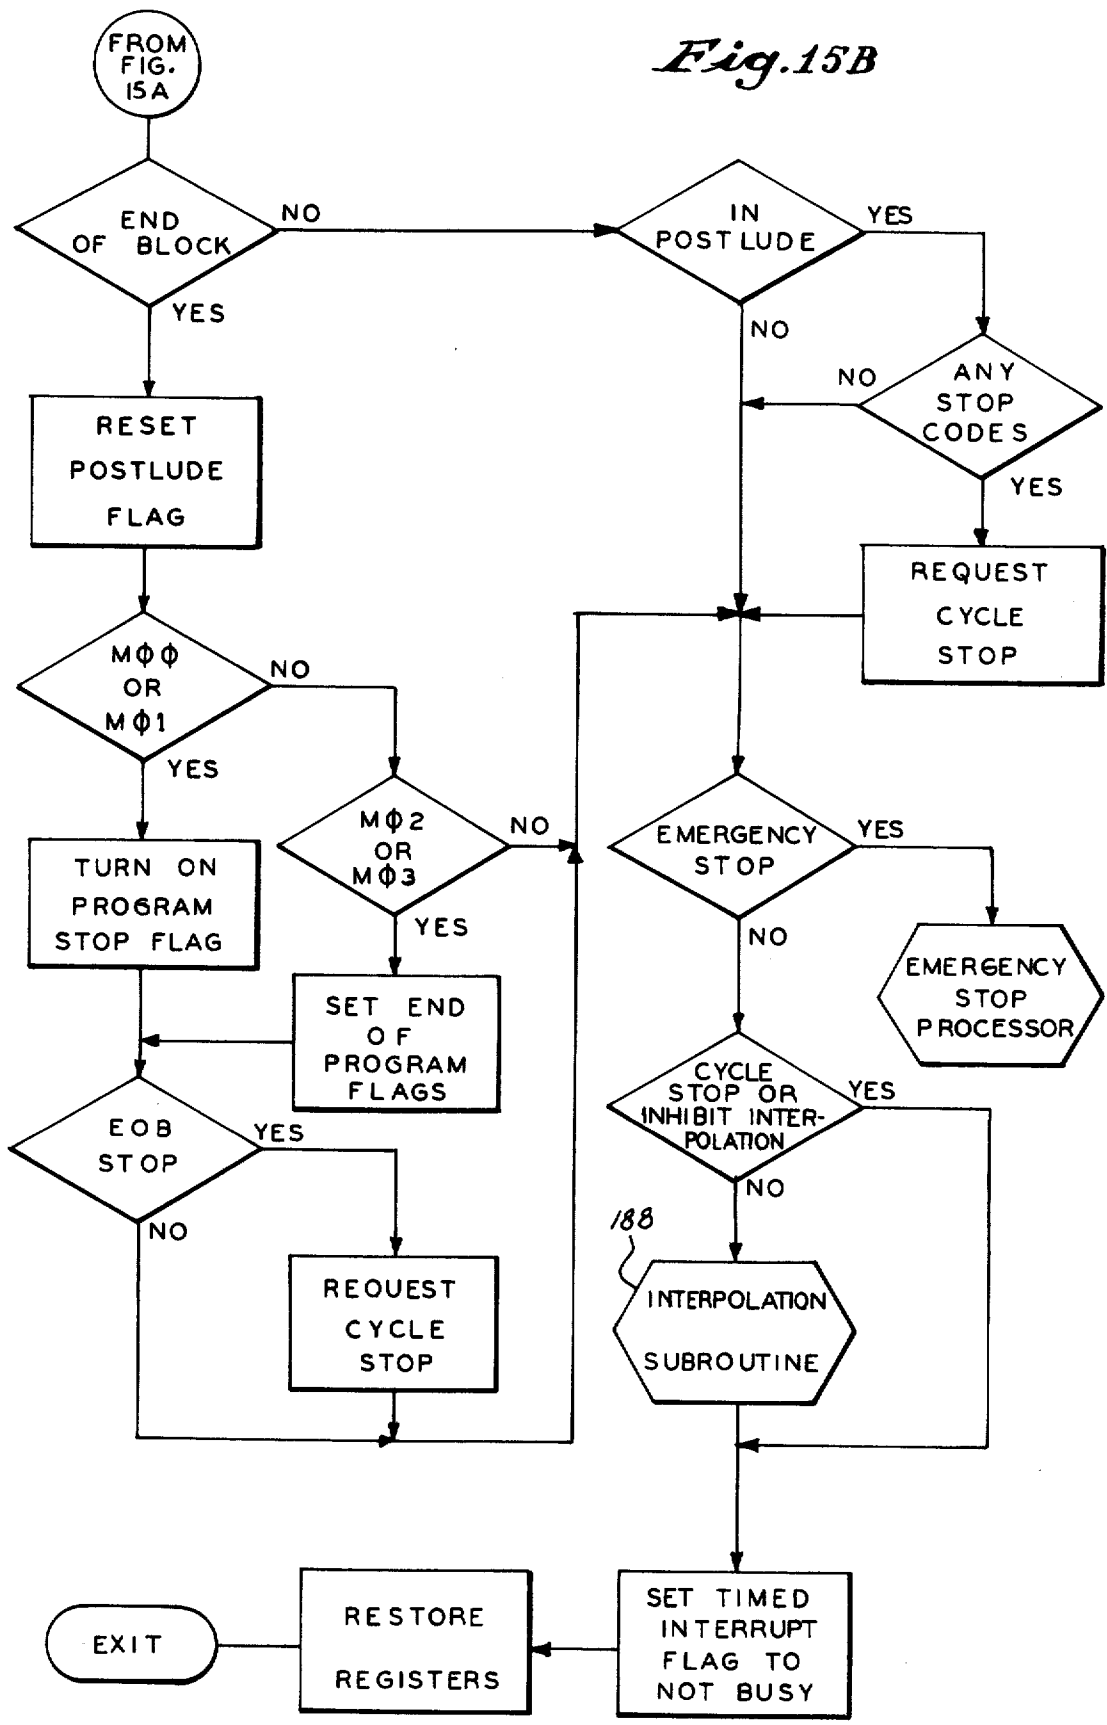 Fig. 15B
FROM
FIG.
15A
END
OF BLOCK
NO
YES
IN
POSTLUDE
YES
NO
ANY
STOP
CODES
NO
YES
REQUEST
CYCLE
STOP
RESET
POSTLUDE
FLAG
MΦΦ
OR
MΦ1
NO
YES
TURN ON
PROGRAM
STOP FLAG
MΦ2
OR
MΦ3
NO
YES
SET END
OF
PROGRAM
FLAGS
EOB
STOP
YES
NO
REQUEST
CYCLE
STOP
EMERGENCY
STOP
YES
NO
EMERGENCY
STOP
PROCESSOR
CYCLE
STOP OR
INHIBIT INTER-
POLATION
YES
NO
188
INTERPOLATION
SUBROUTINE
SET TIMED
INTERRUPT
FLAG TO
NOT BUSY
RESTORE
REGISTERS
EXIT